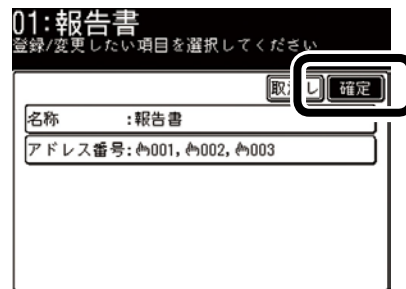 01:報告書
登録/変更したい項目を選択してください
取消し 確定
名称 :報告書
アドレス番号:001, 002, 003